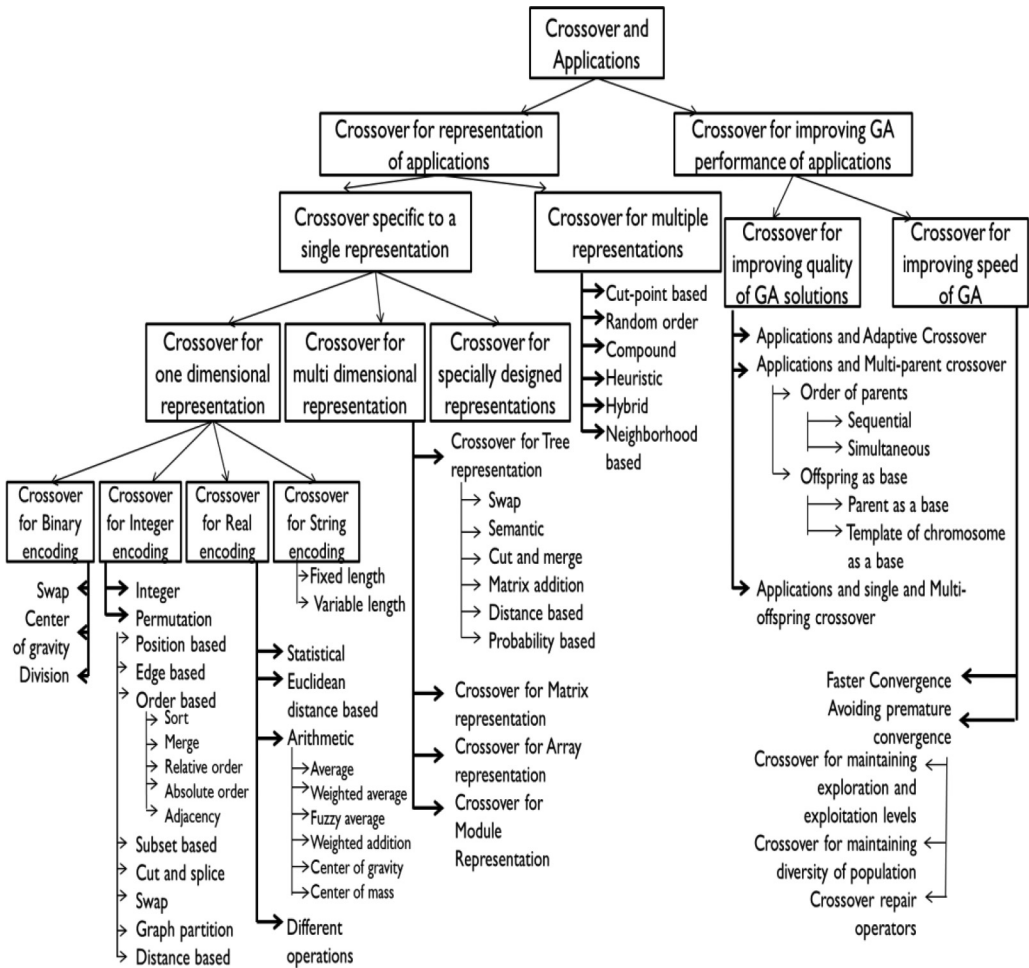 Crossover and
Applications
Crossover for representation
of applications
Crossover for improving GA
performance of applications
Crossover specific to a
single representation
Crossover for multiple
representations
Crossover for
improving quality
of GA solutions
Crossover for
improving speed
of GA
Cut-point based
Random order
Compound
Heuristic
Hybrid
Neighborhood
based
Applications and Adaptive Crossover
Applications and Multi-parent crossover
Order of parents
Sequential
Simultaneous
Offspring as base
Parent as a base
Template of chromosome
as a base
Applications and single and Multi-
offspring crossover
Faster Convergence
Avoiding premature
convergence
Crossover for maintaining
exploration and
exploitation levels
Crossover for maintaining
diversity of population
Crossover repair
operators
Crossover for
one dimensional
representation
Crossover for
multi dimensional
representation
Crossover for
specially designed
representations
Crossover for Tree
representation
Swap
Semantic
Cut and merge
Matrix addition
Distance based
Probability based
Crossover for Matrix
representation
Crossover for Array
representation
Crossover for
Module
Representation
Crossover
for Binary
encoding
Crossover
for Integer
encoding
Crossover
for Real
encoding
Crossover
for String
encoding
Swap
Center
of gravity
Division
Integer
Permutation
Position based
Edge based
Order based
Sort
Merge
Relative order
Absolute order
Adjacency
Subset based
Cut and splice
Swap
Graph partition
Distance based
Statistical
Euclidean
distance based
Arithmetic
Average
Weighted average
Fuzzy average
Weighted addition
Center of gravity
Center of mass
Different
operations
Fixed length
Variable length